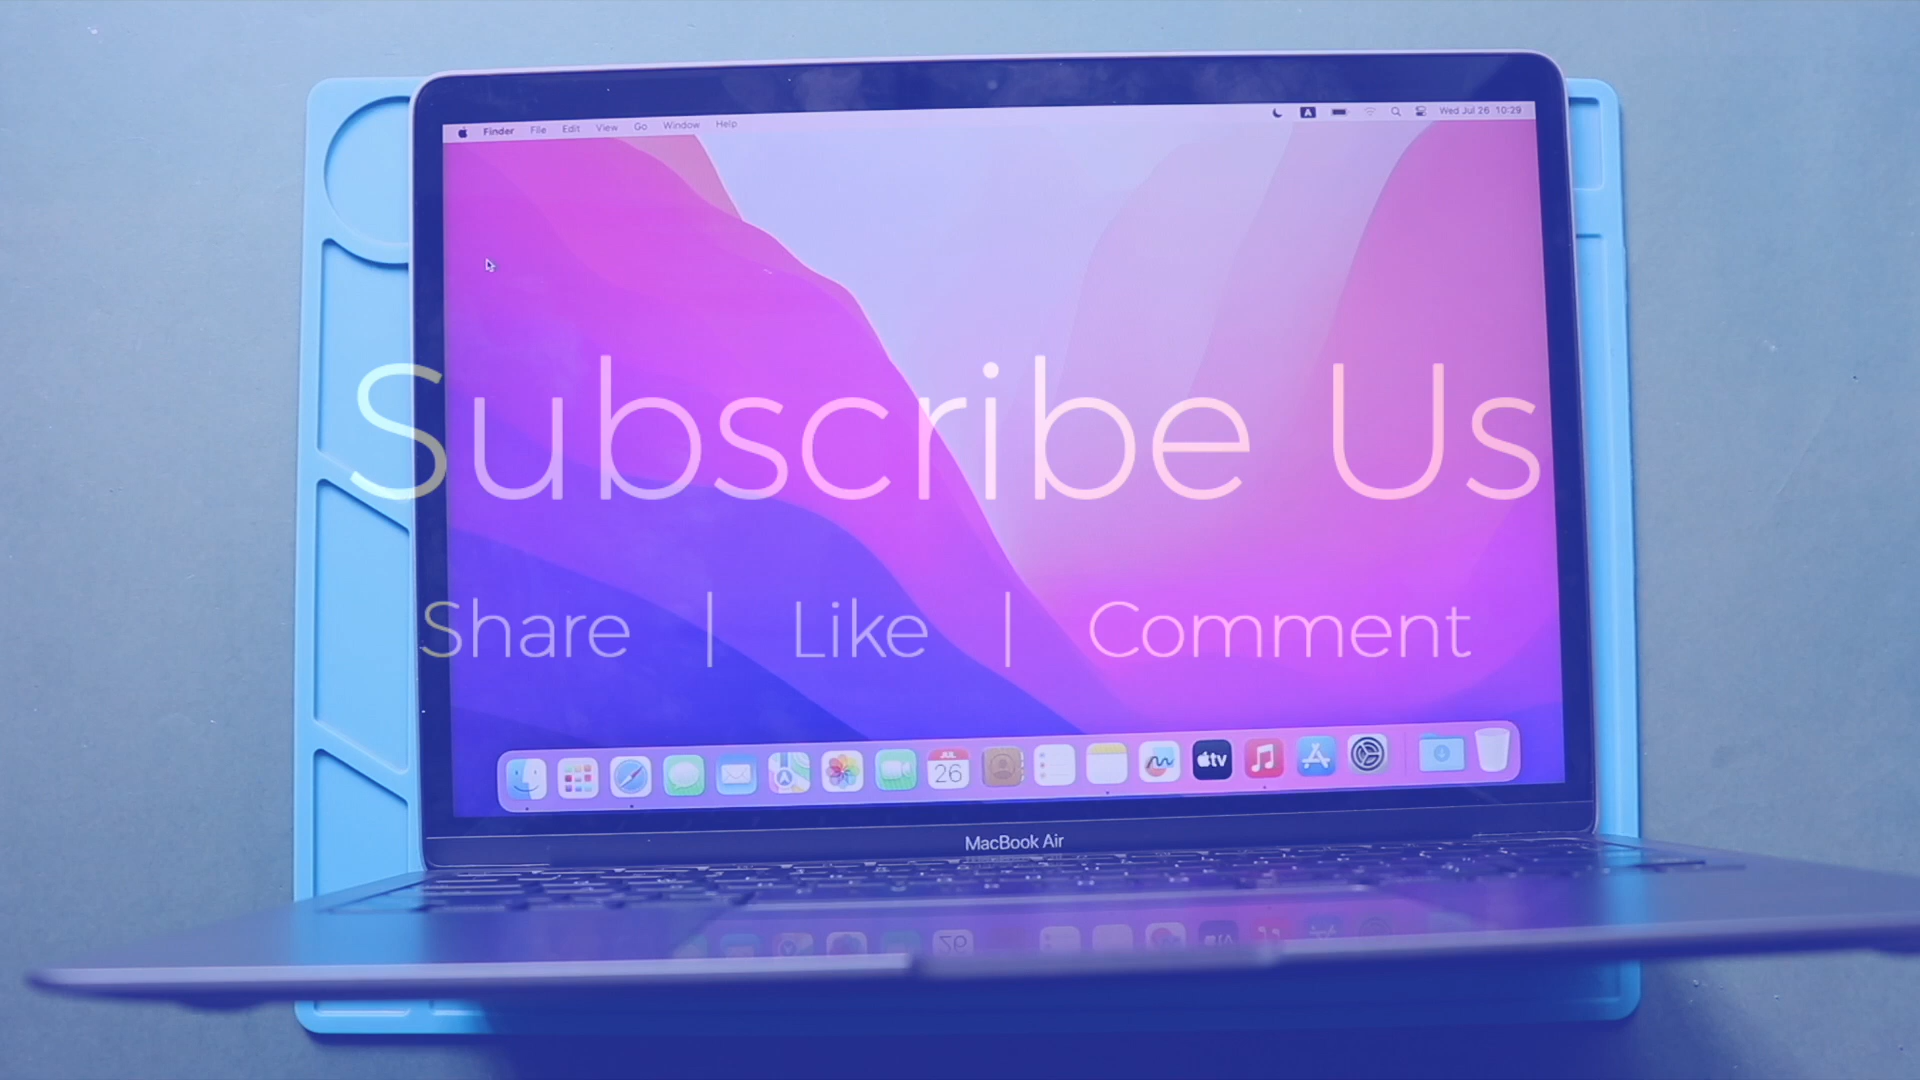 Finder File Edit View Go Window Help
A Wed Jul 26 10:29
Subscribe Us
Share | Like | Comment
JUL
26
tv
MacBook Air